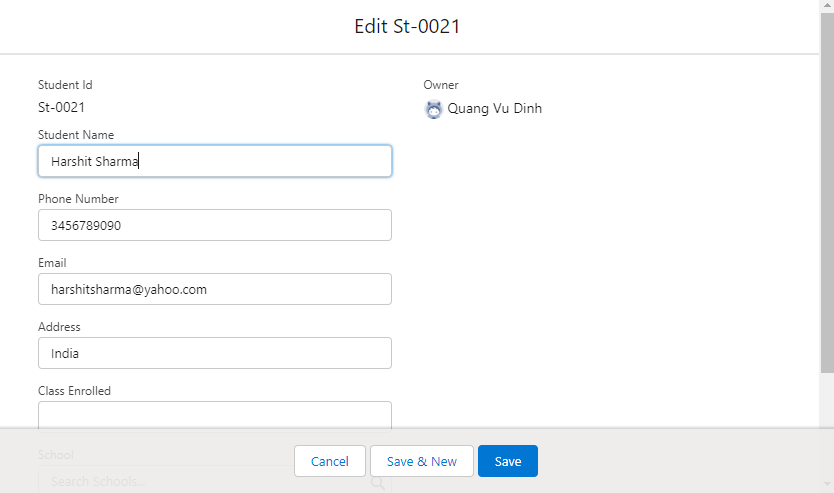 Edit St-0021
Student Id
St-0021
Owner
Quang Vu Dinh
Student Name
Harshit Sharma
Phone Number
3456789090
Email
harshitsharma@yahoo.com
Address
India
Class Enrolled
School
Search Schools...
Cancel
Save & New
Save